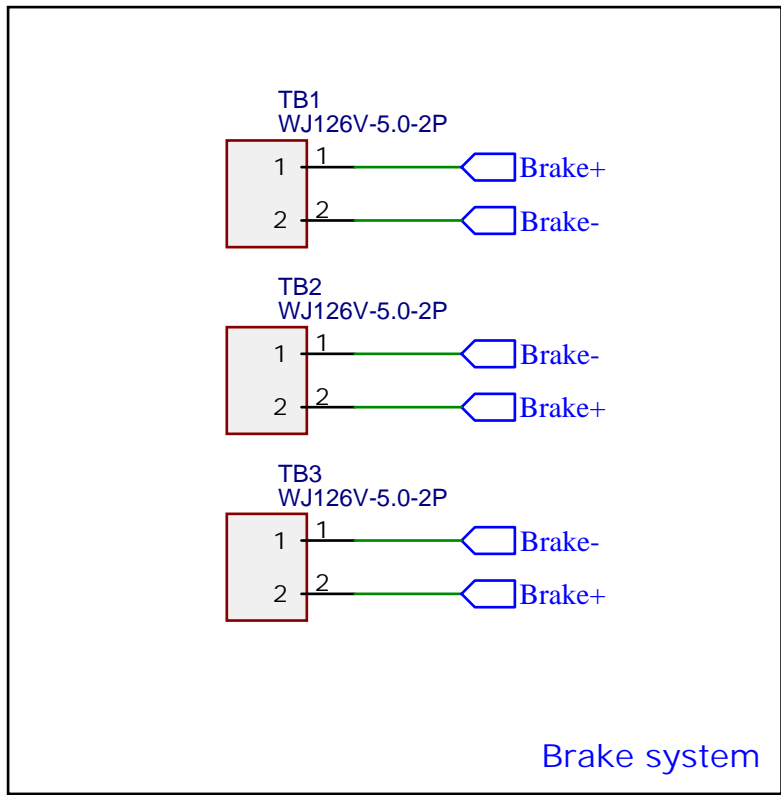 TB1
WJ126V-5.0-2P
1 1 Brake+
2 2 Brake-
TB2
WJ126V-5.0-2P
1 1 Brake-
2 2 Brake+
TB3
WJ126V-5.0-2P
1 1 Brake-
2 2 Brake+
Brake system